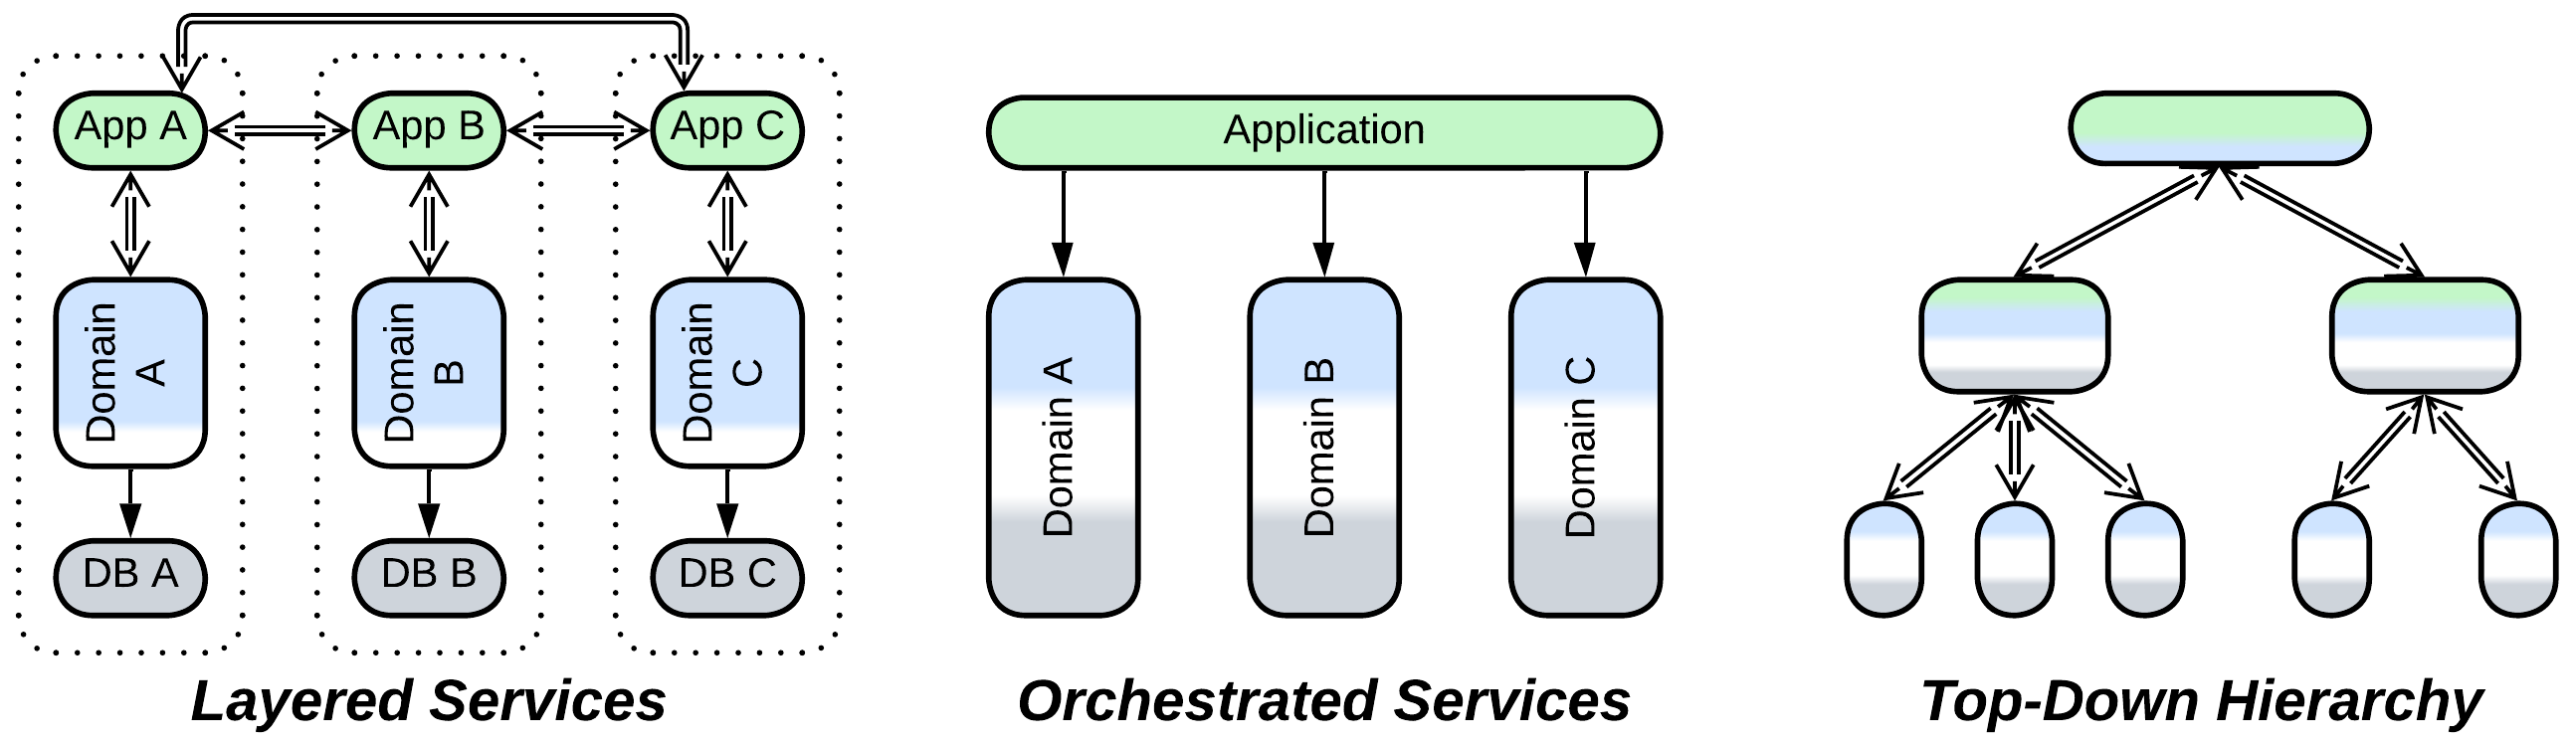 App A
App B
App C
Domain
A
Domain
B
Domain
C
DB A
DB B
DB C
Layered Services
Application
Domain A
Domain B
Domain C
Orchestrated Services
Top-Down Hierarchy